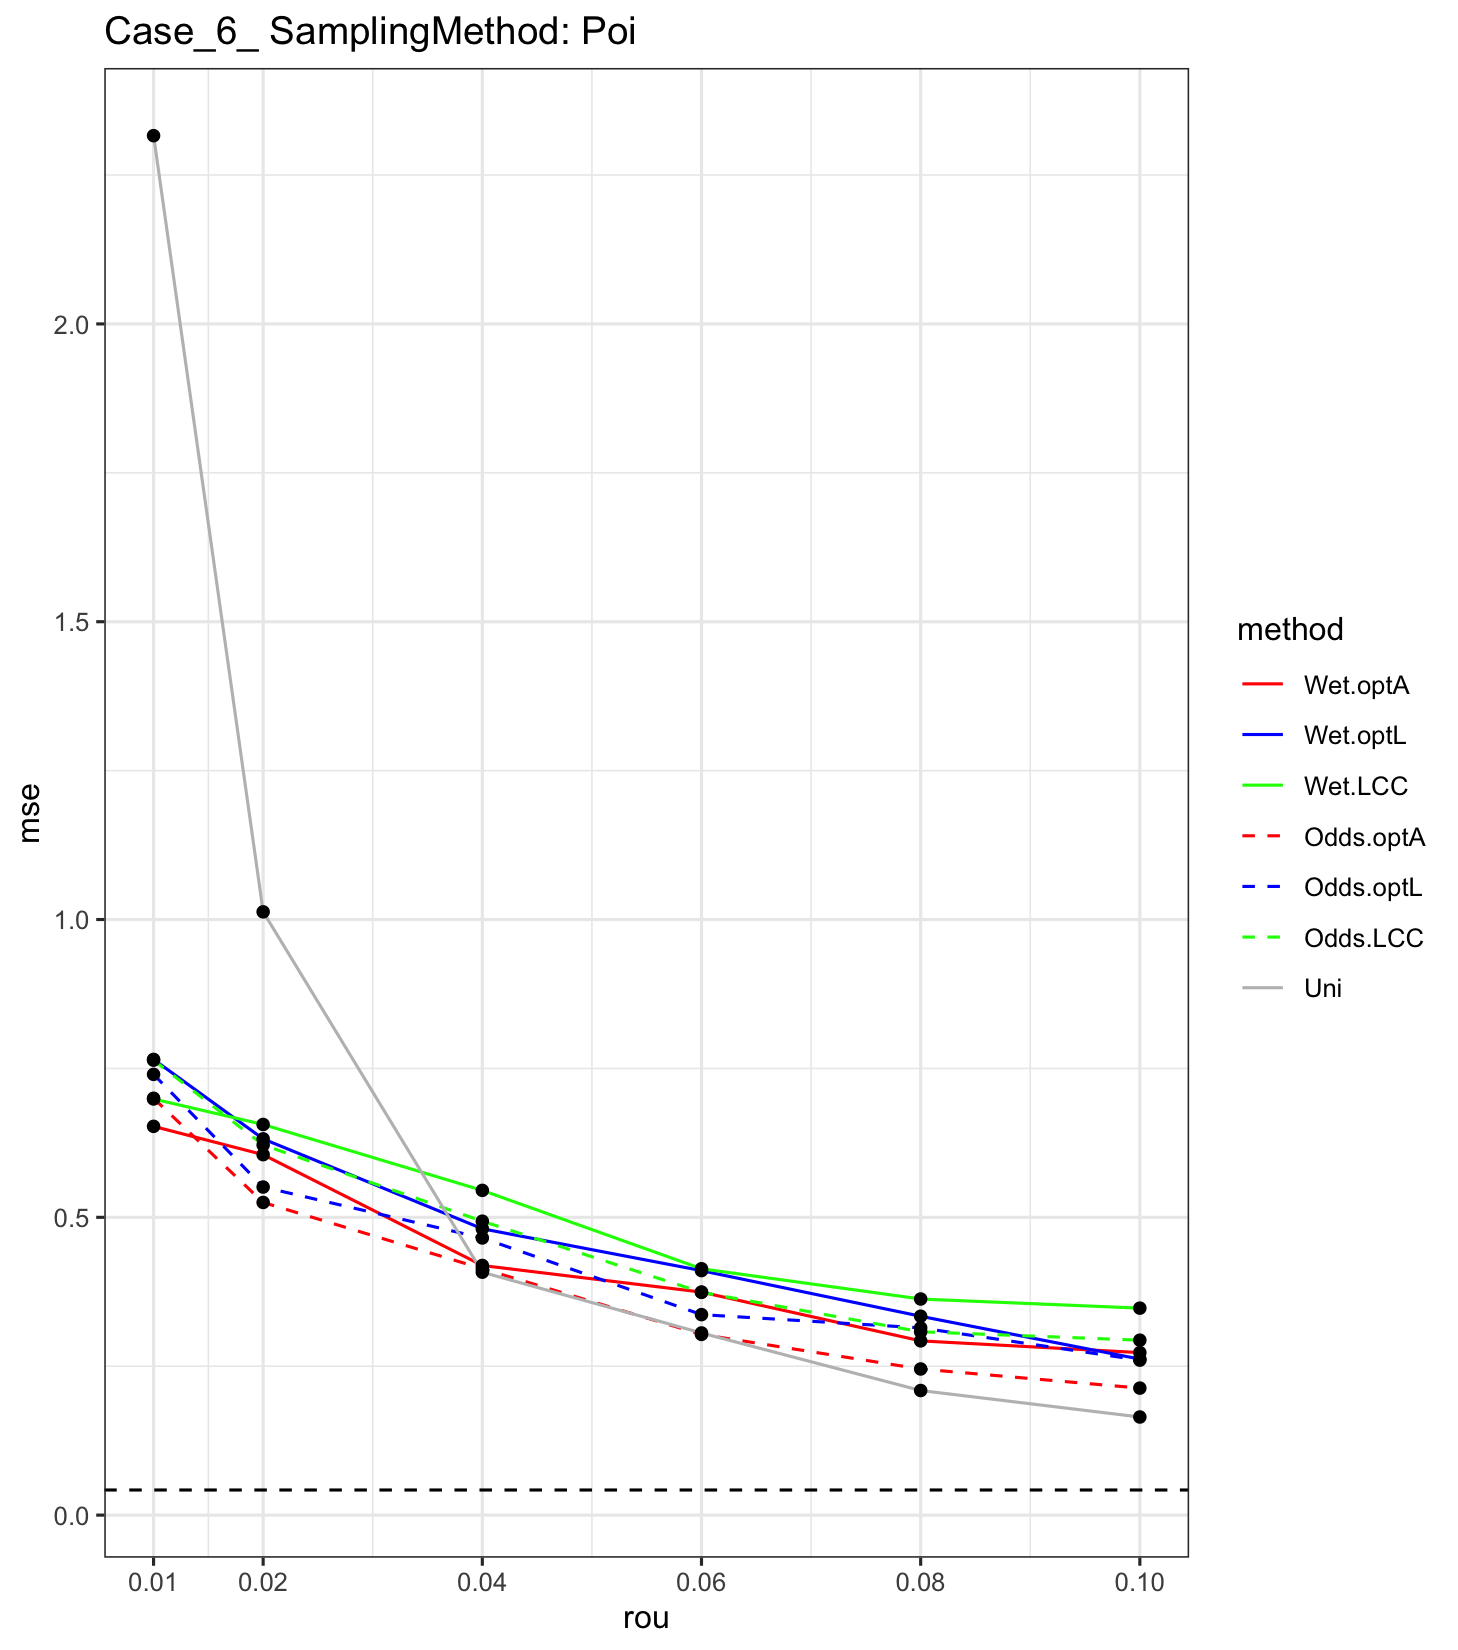 Case_6_ SamplingMethod: Poi
mse
2.0
1.5
1.0
0.5
0.0
0.01 0.02 0.04 0.06 0.08 0.10
rou
method
Wet.optA
Wet.optL
Wet.LCC
Odds.optA
Odds.optL
Odds.LCC
Uni